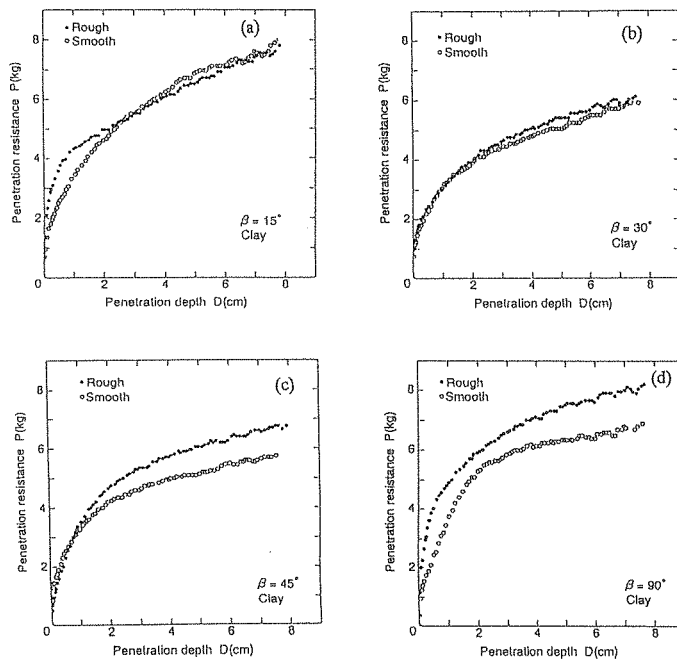 (a)
Rough
Smooth
Penetration resistance P(kg)
8
6
4
2
0
β = 15°
Clay
0 2 4 6 8
Penetration depth D(cm)
(b)
Rough
Smooth
Penetration resistance P(kg)
8
6
4
2
β = 30°
Clay
0 2 4 6 8
Penetration depth D(cm)
(c)
Rough
Smooth
Penetration resistance P(kg)
8
6
4
2
β = 45°
Clay
0 2 4 6 8
Penetration depth D(cm)
(d)
Rough
Smooth
Penetration resistance P(kg)
8
6
4
2
β = 90°
Clay
0 2 4 6 8
Penetration depth D(cm)